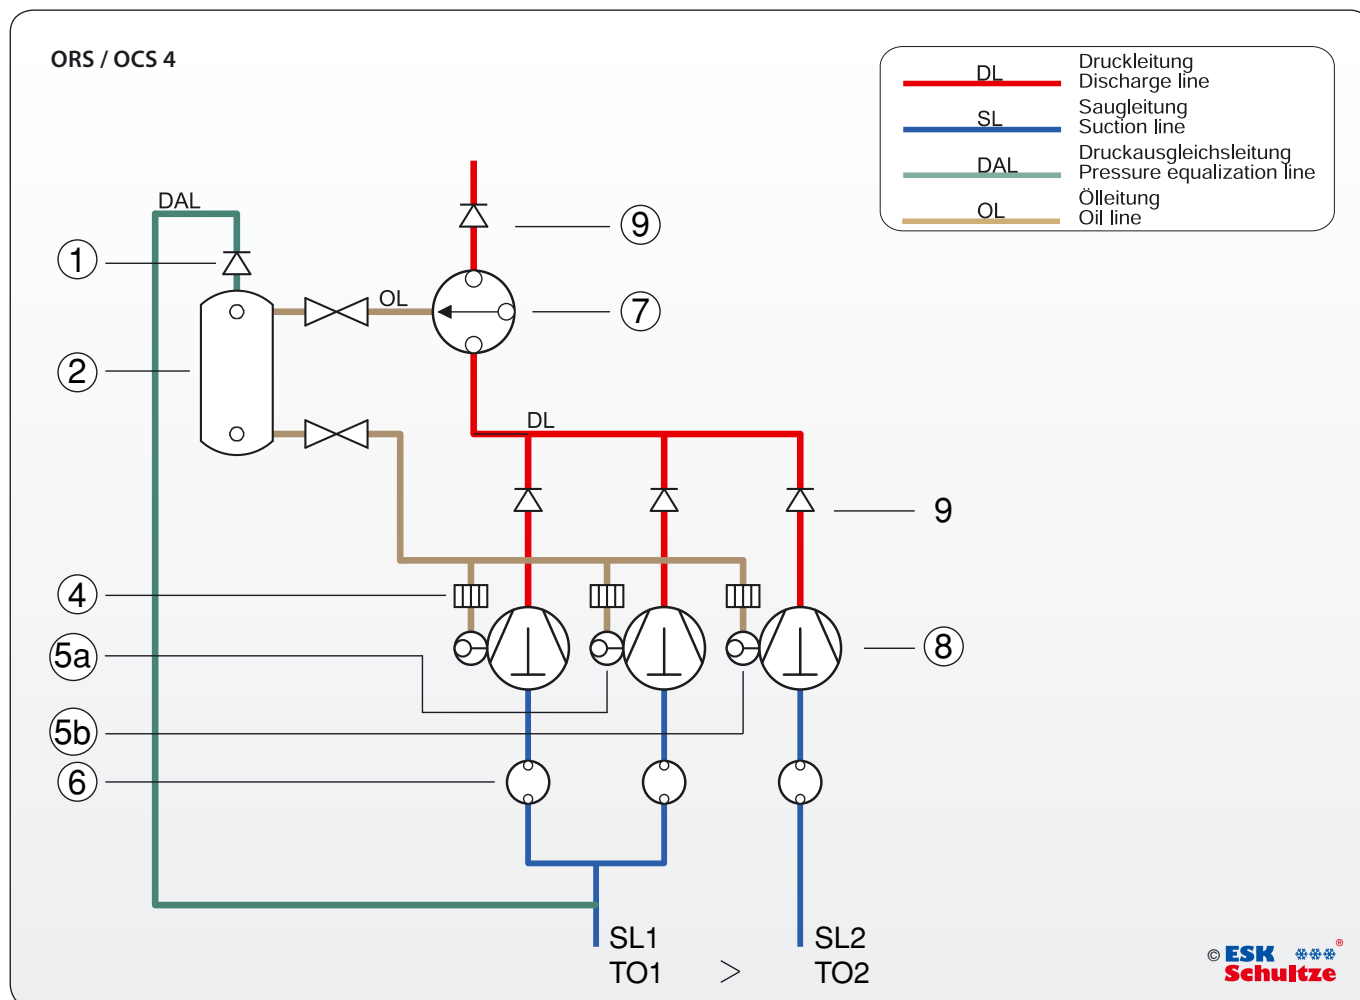 ORS / OCS 4
DL
Druckleitung
Discharge line
SL
Saugleitung
Suction line
DAL
Druckausgleichsleitung
Pressure equalization line
OL
Ölleitung
Oil line
DAL
9
1
OL
7
2
DL
9
4
5a
8
5b
6
SL1
SL2
TO1 > TO2
© ESK ®
Schultze